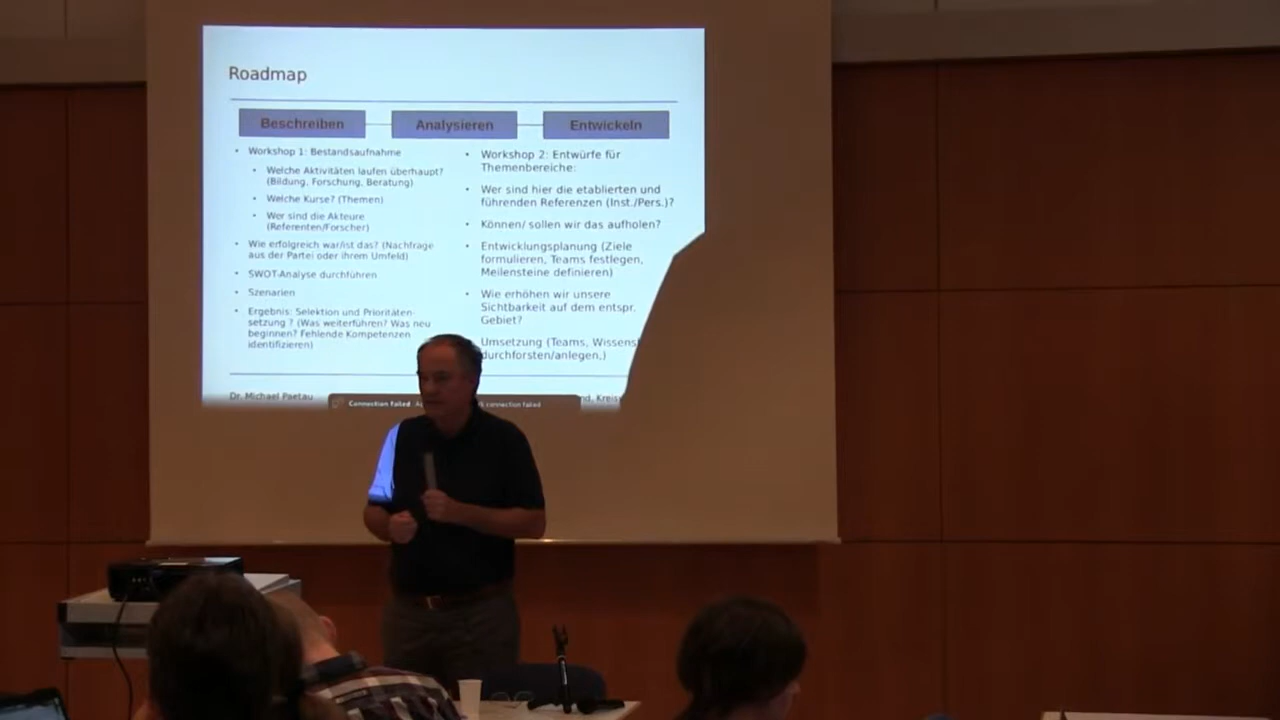 Roadmap
Beschreiben
Analysieren
Entwickeln
• Workshop 1: Bestandsaufnahme
• Welche Aktivitäten laufen überhaupt?
(Bildung, Forschung, Beratung)
• Welche Kurse? (Themen)
• Wer sind die Akteure
(Referenten/Forscher)
• Wie erfolgreich war/ist das? (Nachfrage
aus der Partei oder ihrem Umfeld)
• SWOT-Analyse durchführen
• Szenarien
• Ergebnis: Selektion und Prioritäten-
setzung ? (Was weiterführen? Was neu
beginnen? Fehlende Kompetenzen
identifizieren)
• Workshop 2: Entwürfe für
Themenbereiche:
• Wer sind hier die etablierten und
führenden Referenzen (Inst./Pers.)?
• Können/ sollen wir das aufholen?
• Entwicklungsplanung (Ziele
formulieren, Teams festlegen,
Meilensteine definieren)
• Wie erhöhen wir unsere
Sichtbarkeit auf dem entspr.
Gebiet?
Umsetzung (Teams, Wissens
durchforsten/anlegen,)
Dr. Michael Paetau
Connection failed
connection failed